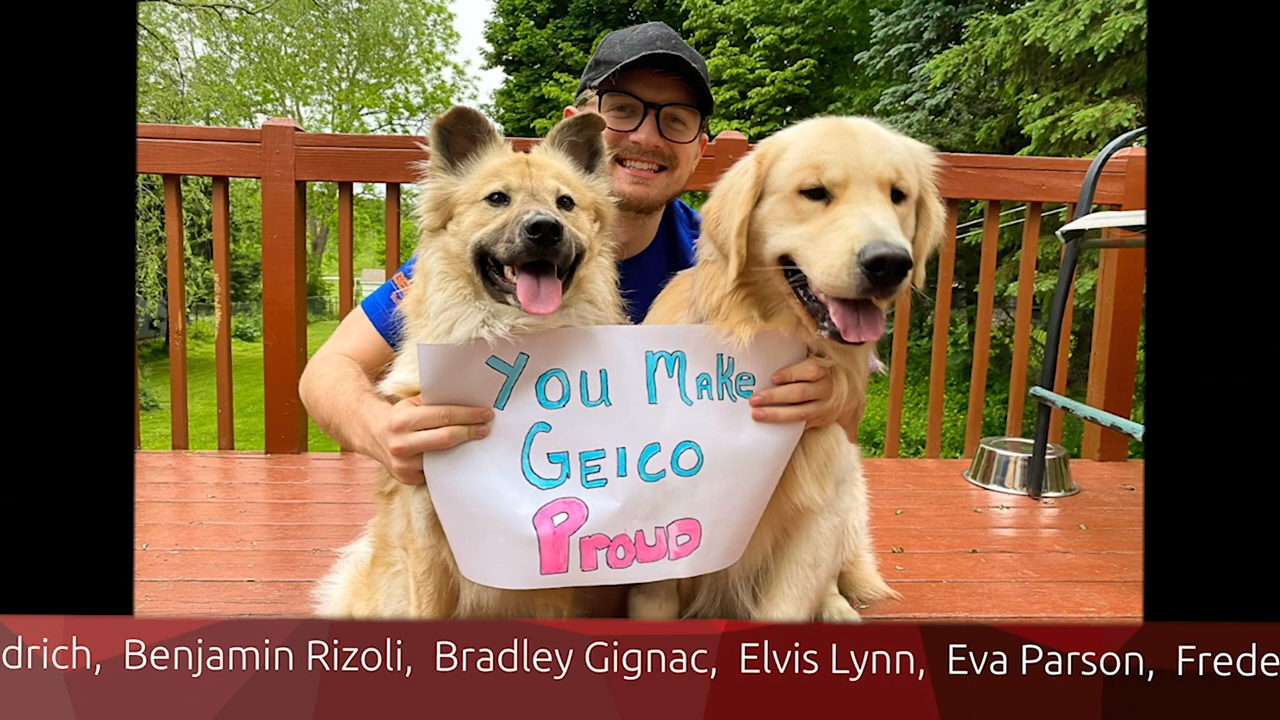 You Make
Geico
Proud
drich, Benjamin Rizoli, Bradley Gignac, Elvis Lynn, Eva Parson, Frede